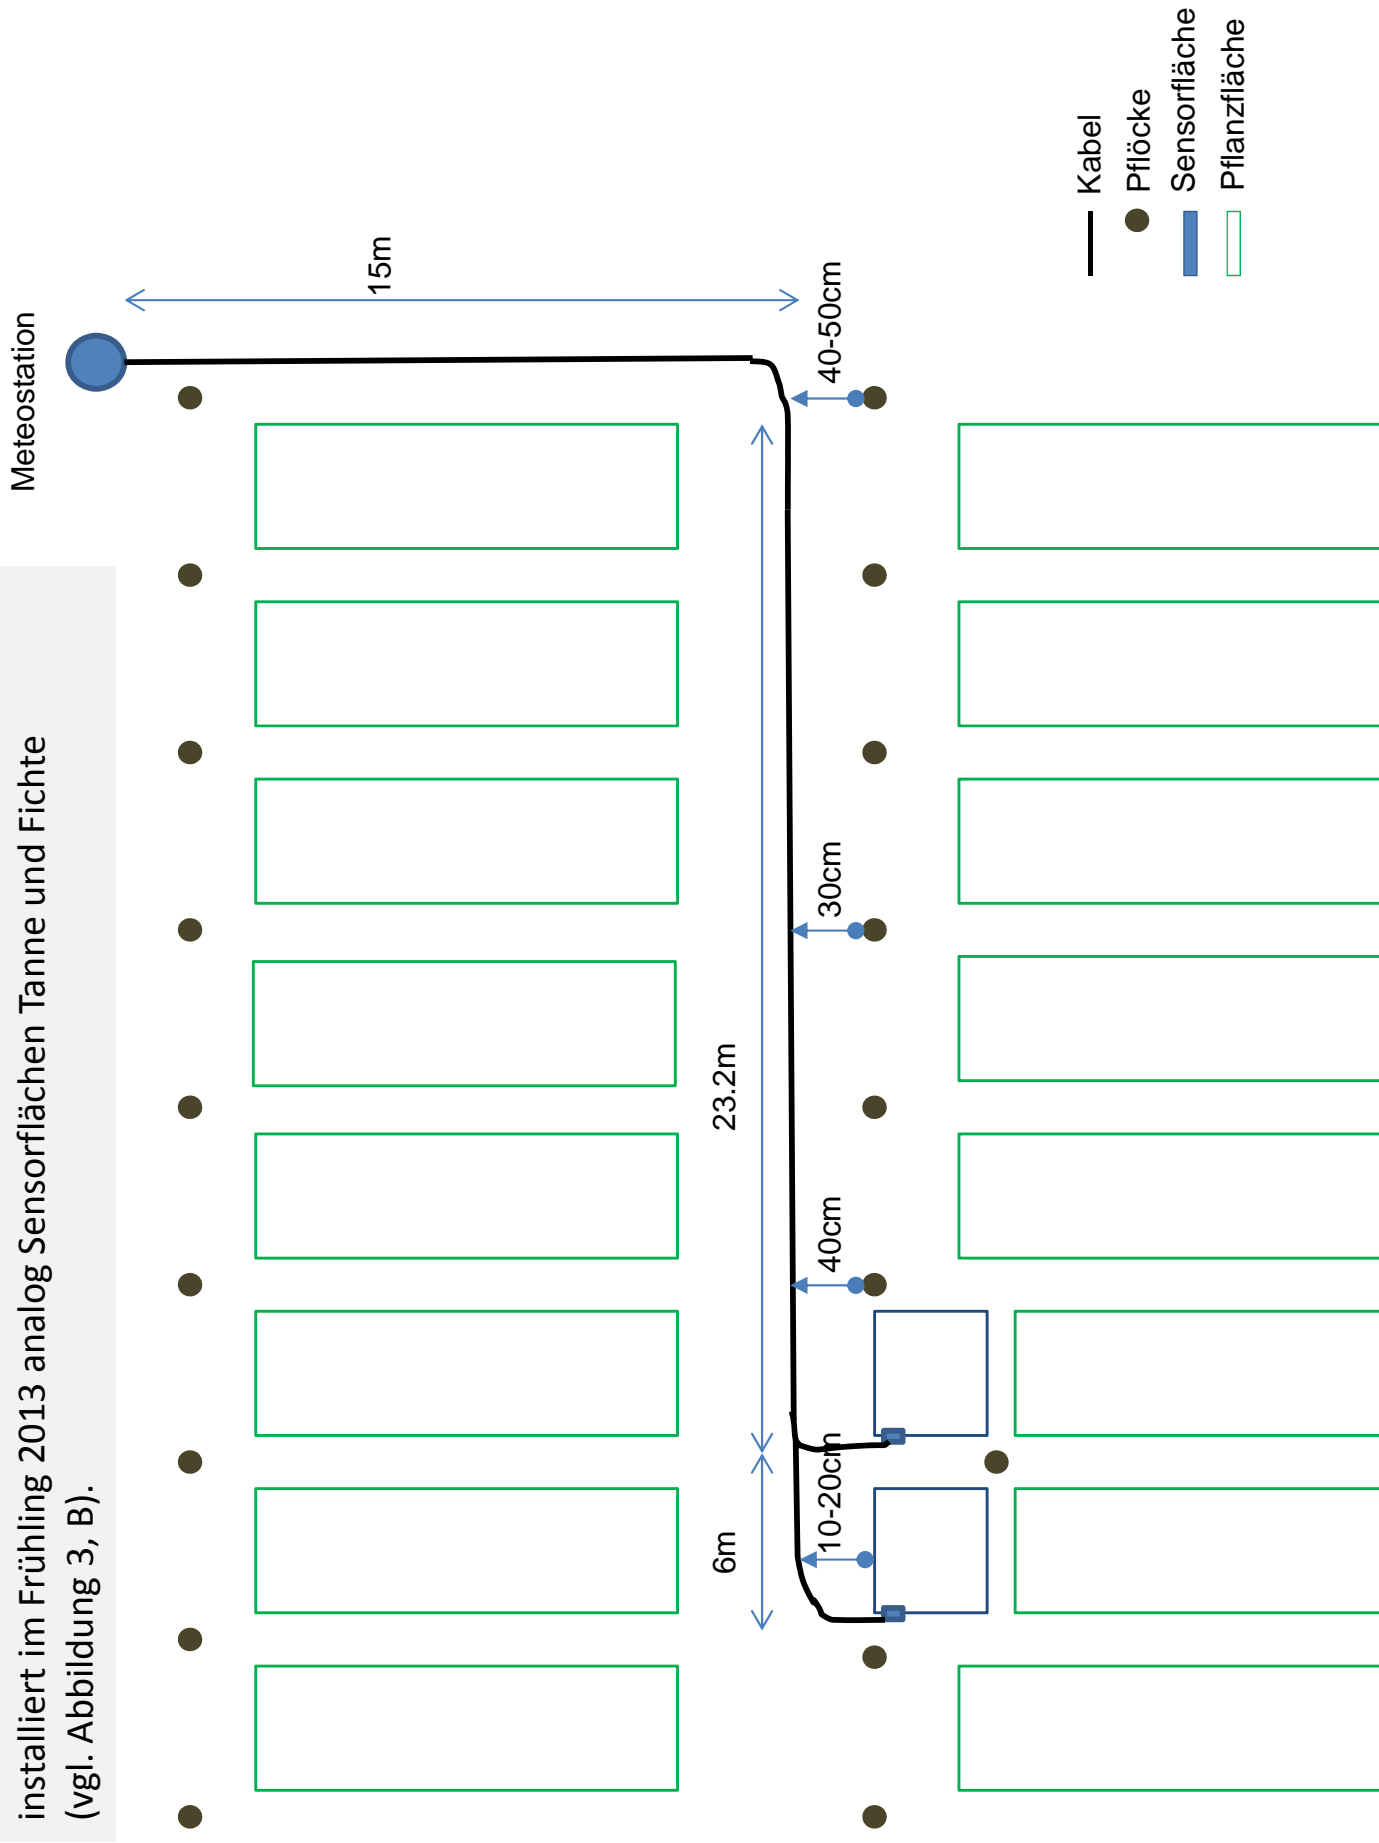 installiert im Frühling 2013 analog Sensorflächen Tanne und Fichte
(vgl. Abbildung 3, B).
Meteostation
15m
6m
23.2m
10-20cm
40cm
30cm
40-50cm
Kabel
Pflöcke
Sensorfläche
Pflanzfläche